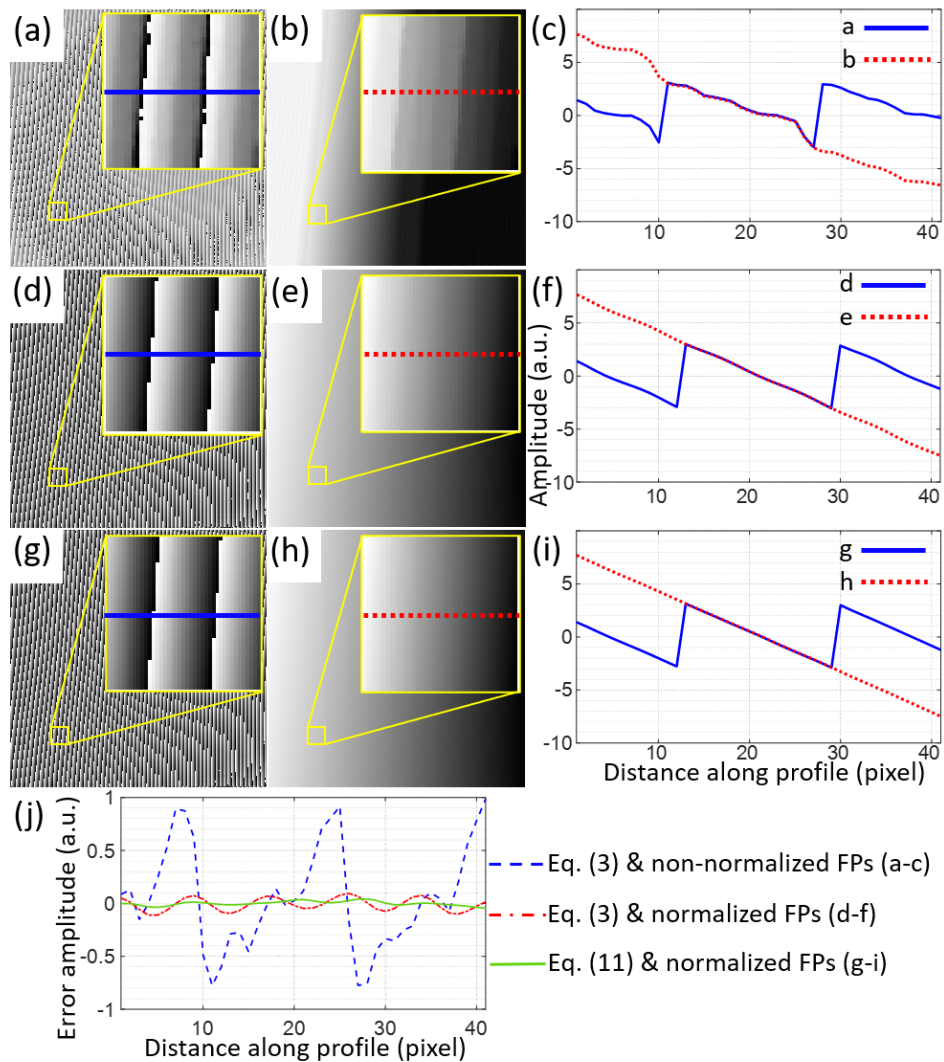 (a)
(b)
(c)
a
b
5
0
-5
-10
10
20
30
40
(d)
(e)
(f)
d
e
5
0
-5
-10
10
20
30
40
Amplitude (a.u.)
(g)
(h)
(i)
g
h
5
0
-5
-10
10
20
30
40
Distance along profile (pixel)
(j)
1
0.5
0
-0.5
-1
10
20
30
40
Error amplitude (a.u.)
Distance along profile (pixel)
Eq. (3) & non-normalized FPs (a-c)
Eq. (3) & normalized FPs (d-f)
Eq. (11) & normalized FPs (g-i)